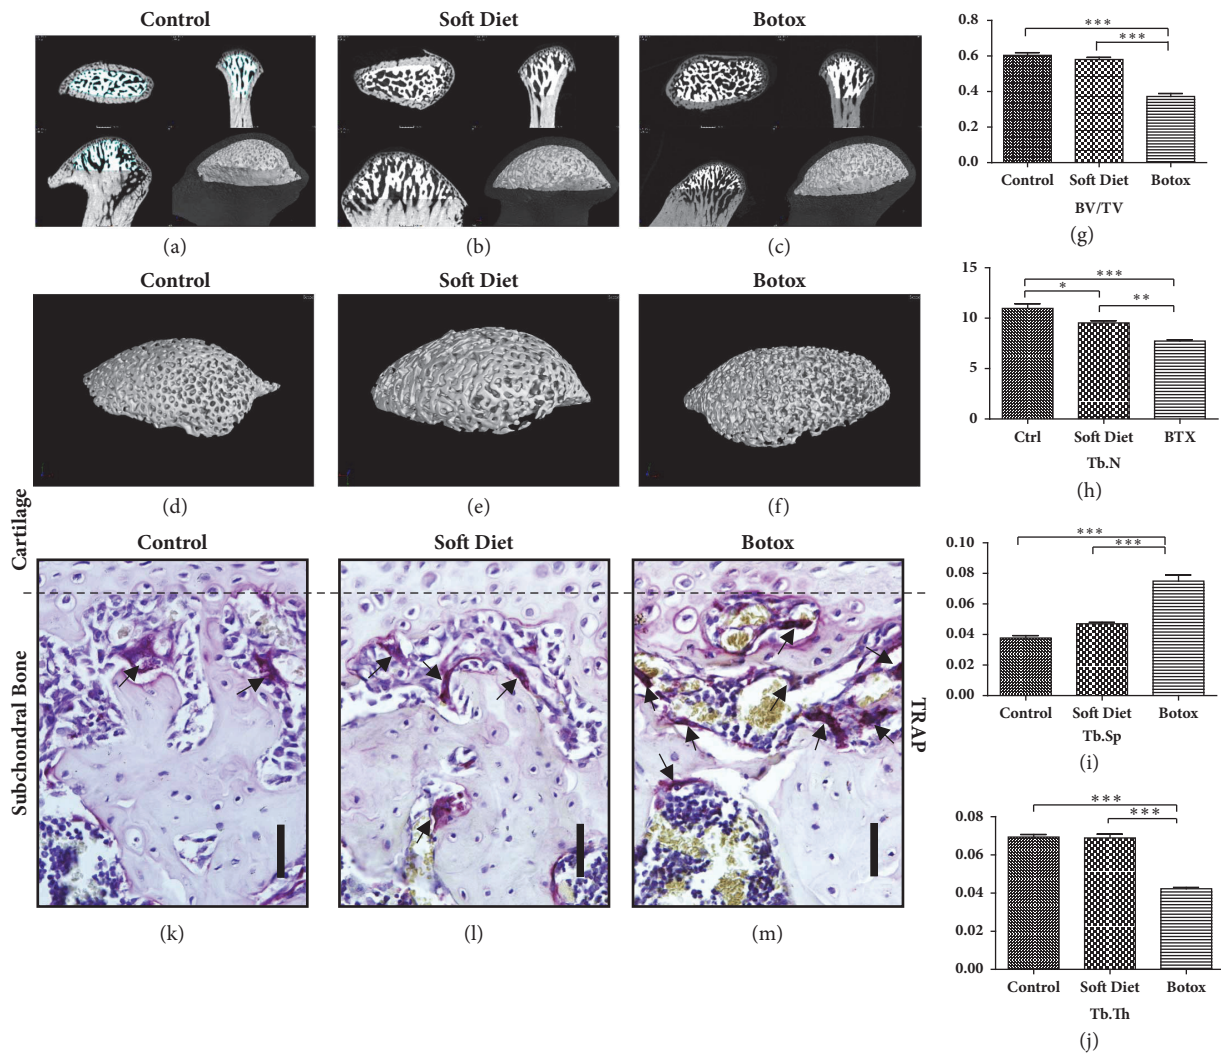 Control
Soft Diet
Botox
(a)
(b)
(c)
Control
Soft Diet
Botox
(d)
(e)
(f)
Cartilage
Subchondral Bone
Control
Soft Diet
Botox
TRAP
(k)
(l)
(m)
0.8
***
***
0.6
0.4
0.2
0.0
Control Soft Diet Botox
BV/TV
(g)
15
***
*
**
10
5
0
Ctrl Soft Diet BTX
Tb.N
(h)
0.10
***
***
0.08
0.06
0.04
0.02
0.00
Control Soft Diet Botox
Tb.Sp
(i)
0.08
***
***
0.06
0.04
0.02
0.00
Control Soft Diet Botox
Tb.Th
(j)